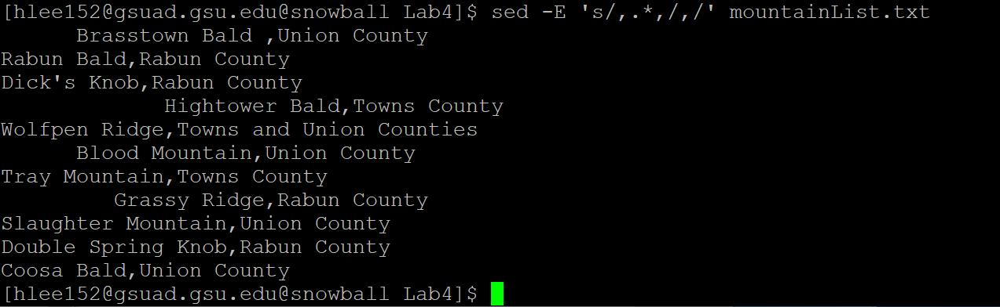 [hlee152@gsuad.gsu.edu@snowball Lab4]$ sed -E 's/,.*,/,/' mountainList.txt
      Brasstown Bald ,Union County
Rabun Bald,Rabun County
Dick's Knob,Rabun County
             Hightower Bald,Towns County
Wolfpen Ridge,Towns and Union Counties
      Blood Mountain,Union County
Tray Mountain,Towns County
         Grassy Ridge,Rabun County
Slaughter Mountain,Union County
Double Spring Knob,Rabun County
Coosa Bald,Union County
[hlee152@gsuad.gsu.edu@snowball Lab4]$